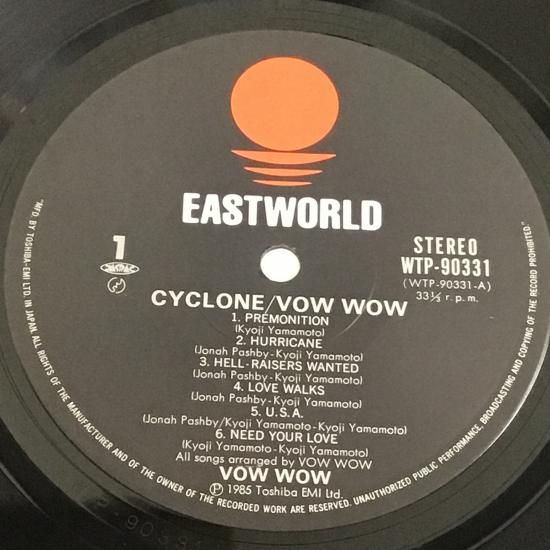 EASTWORLD
1
STEREO
WTP-90331
(WTP-90331-A)
33⅓ r.p.m.
CYCLONE/VOW WOW
1. PREMONITION
(Kyoji Yamamoto)
2. HURRICANE
(Jonah Pashby-Kyoji Yamamoto)
3. HELL-RAISERS WANTED
(Jonah Pashby-Kyoji Yamamoto)
4. LOVE WALKS
(Jonah Pashby-Kyoji Yamamoto)
5. U.S.A.
(Jonah Pashby/Kyoji Yamamoto-Kyoji Yamamoto)
6. NEED YOUR LOVE
(Kyoji Yamamoto-Kyoji Yamamoto)
All songs arranged by VOW WOW
VOW WOW
Ⓟ 1985 Toshiba EMI Ltd.
"MFD. BY TOSHIBA-EMI LTD. IN JAPAN. ALL RIGHTS OF THE MANUFACTURER AND OF THE OWNER OF THE RECORDED WORK ARE RESERVED. UNAUTHORIZED PUBLIC PERFORMANCE, BROADCASTING AND COPYING OF THE RECORD PROHIBITED."